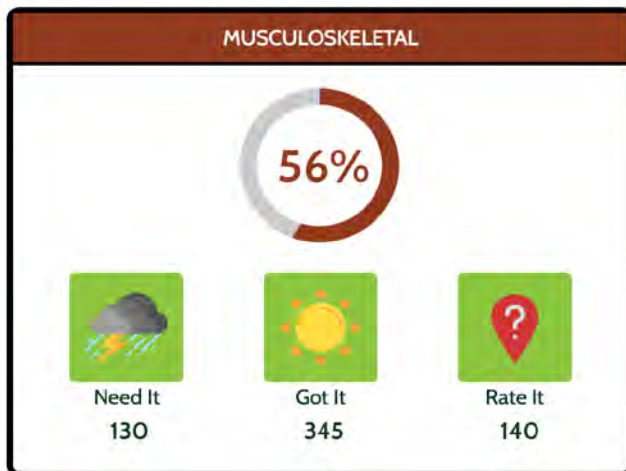 MUSCULOSKELETAL
56%
Need It
Got It
Rate It
130
345
140
?